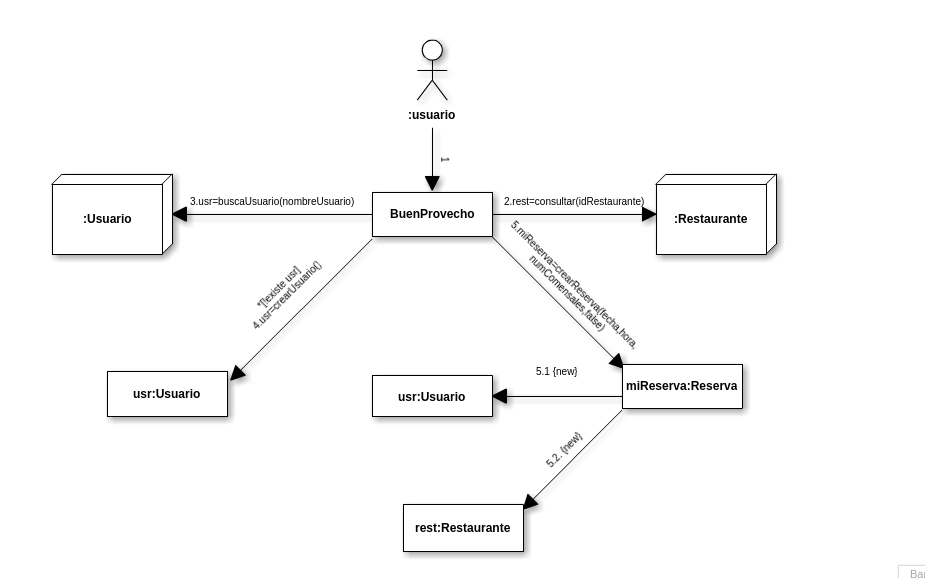 :usuario
1
3.usr=buscaUsuario(nombreUsuario)
2.rest=consultar(idRestaurante)
:Usuario
BuenProvecho
:Restaurante
*[!existe usr]
4.usr=crearUsuario()
5.miReserva=crearReserva(fecha,hora,
numComensales,false)
5.1 {new}
usr:Usuario
usr:Usuario
miReserva:Reserva
5.2. {new}
rest:Restaurante